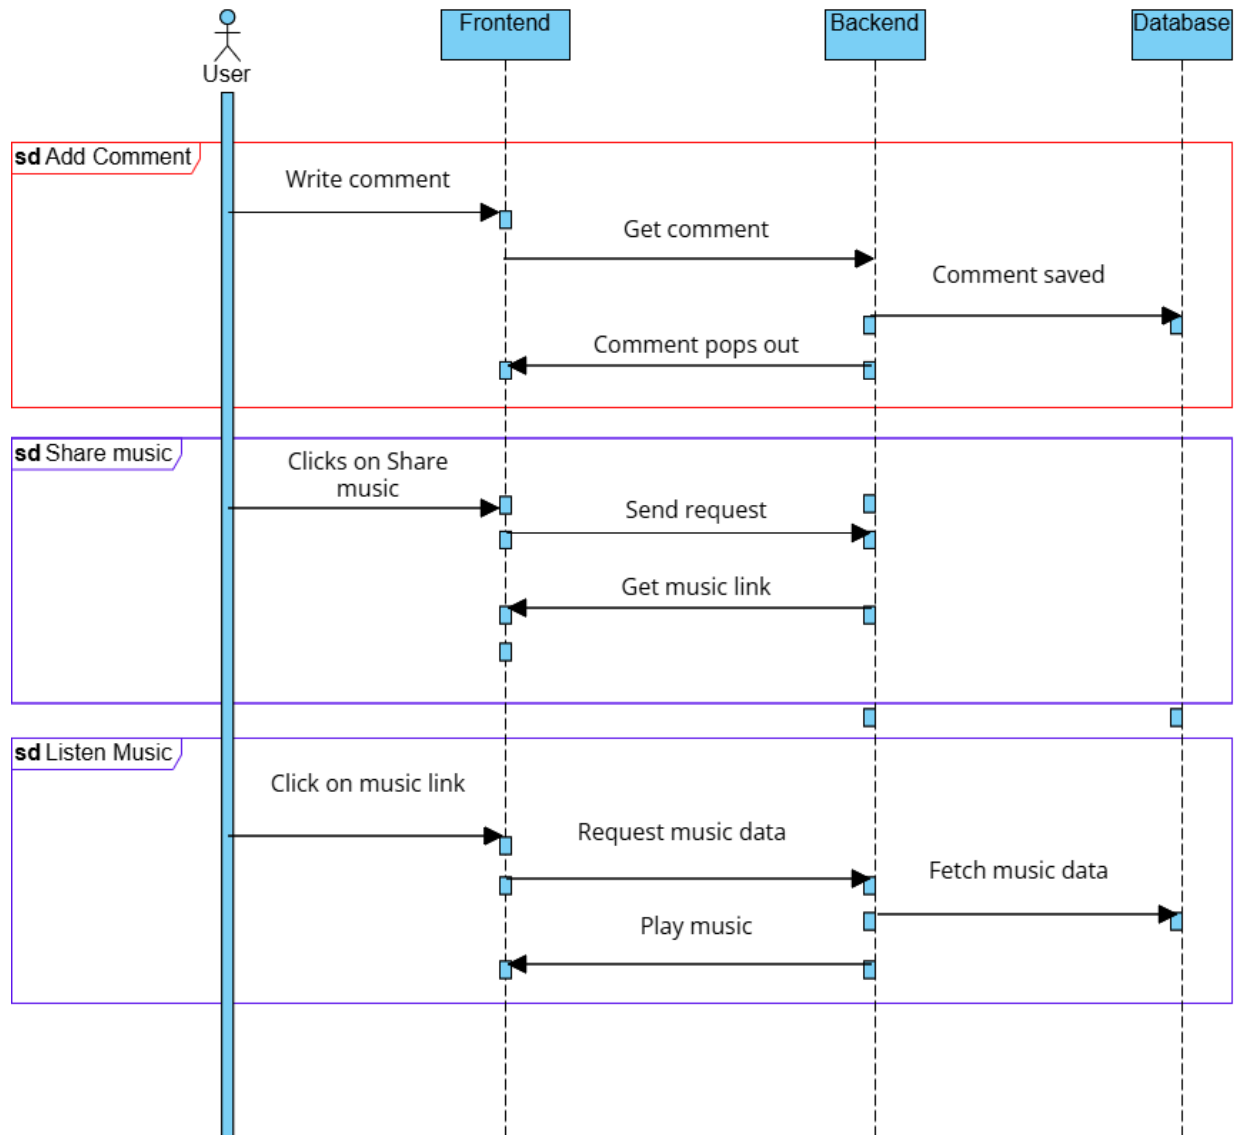 User
Frontend
Backend
Database
sd Add Comment
Write comment
Get comment
Comment saved
Comment pops out
sd Share music
Clicks on Share
music
Send request
Get music link
sd Listen Music
Click on music link
Request music data
Fetch music data
Play music